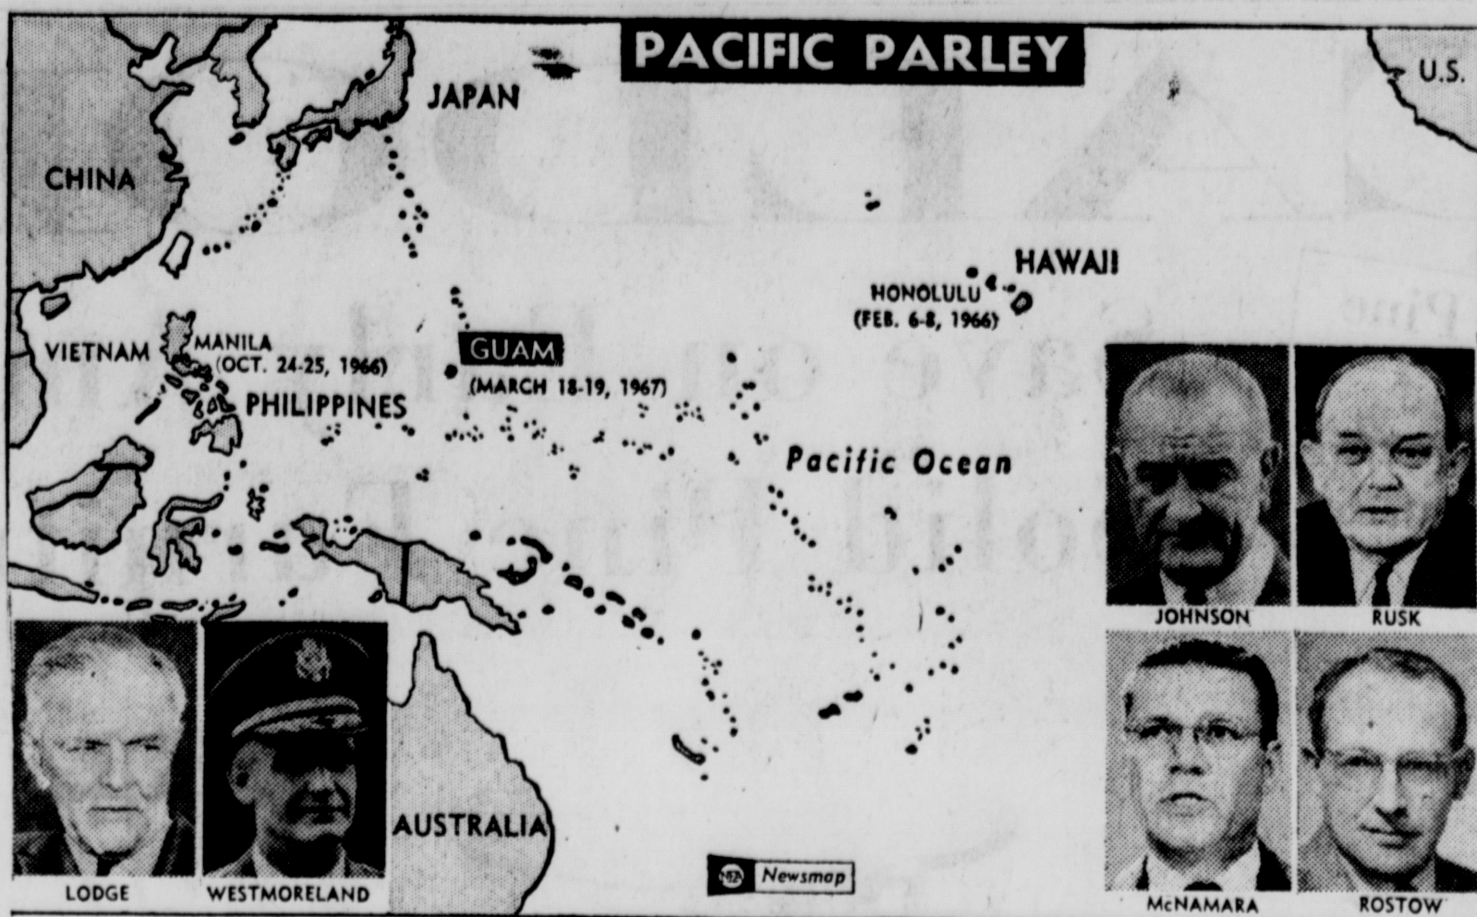 PACIFIC PARLEY
U.S.
JAPAN
CHINA
HAWAII
HONOLULU
(FEB. 6-8, 1966)
VIETNAM
MANILA
(OCT. 24-25, 1966)
GUAM
(MARCH 18-19, 1967)
PHILIPPINES
Pacific Ocean
JOHNSON
RUSK
LODGE
WESTMORELAND
AUSTRALIA
NEA
Newsmap
McNAMARA
ROSTOW